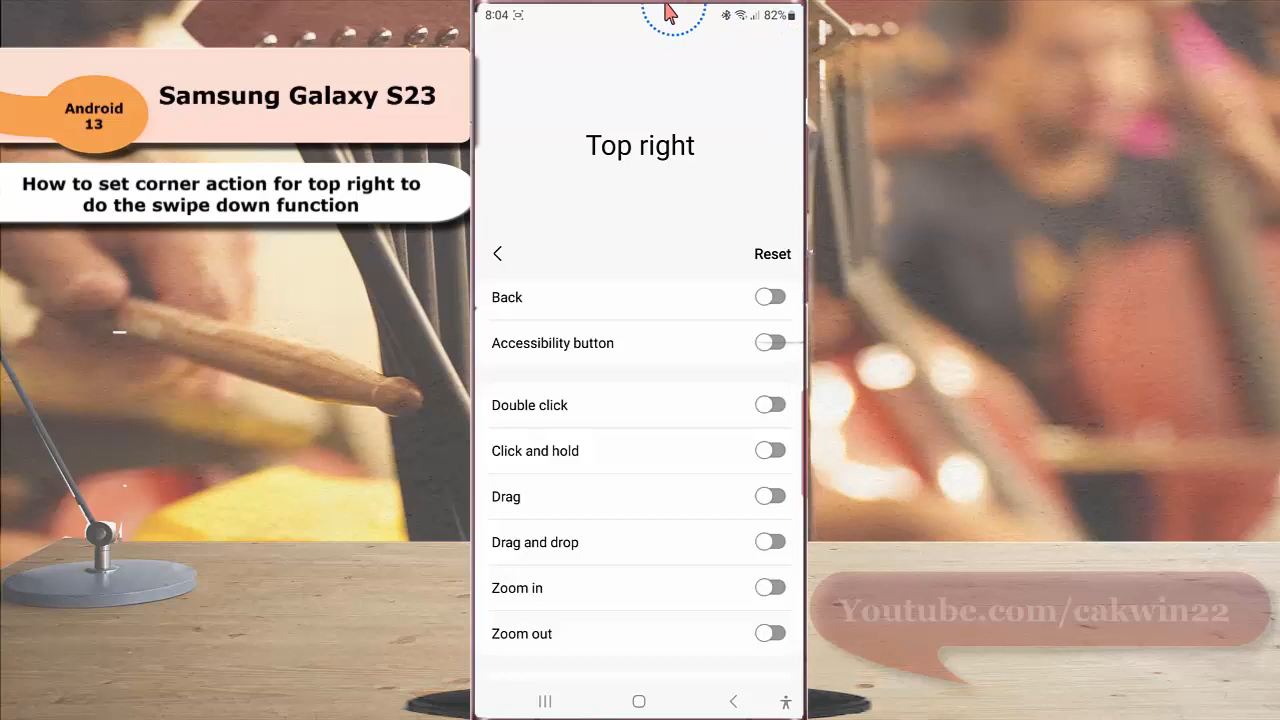 Android
13
Samsung Galaxy S23
How to set corner action for top right to
do the swipe down function
8:04
82%
Top right
Reset
Back
Accessibility button
Double click
Click and hold
Drag
Drag and drop
Zoom in
Zoom out
Youtube.com/cakwin22